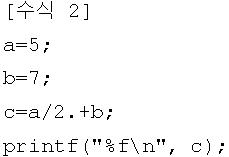 [수식 2]
a=5;
b=7;
c=a/2.+b;
printf("%f\n", c);